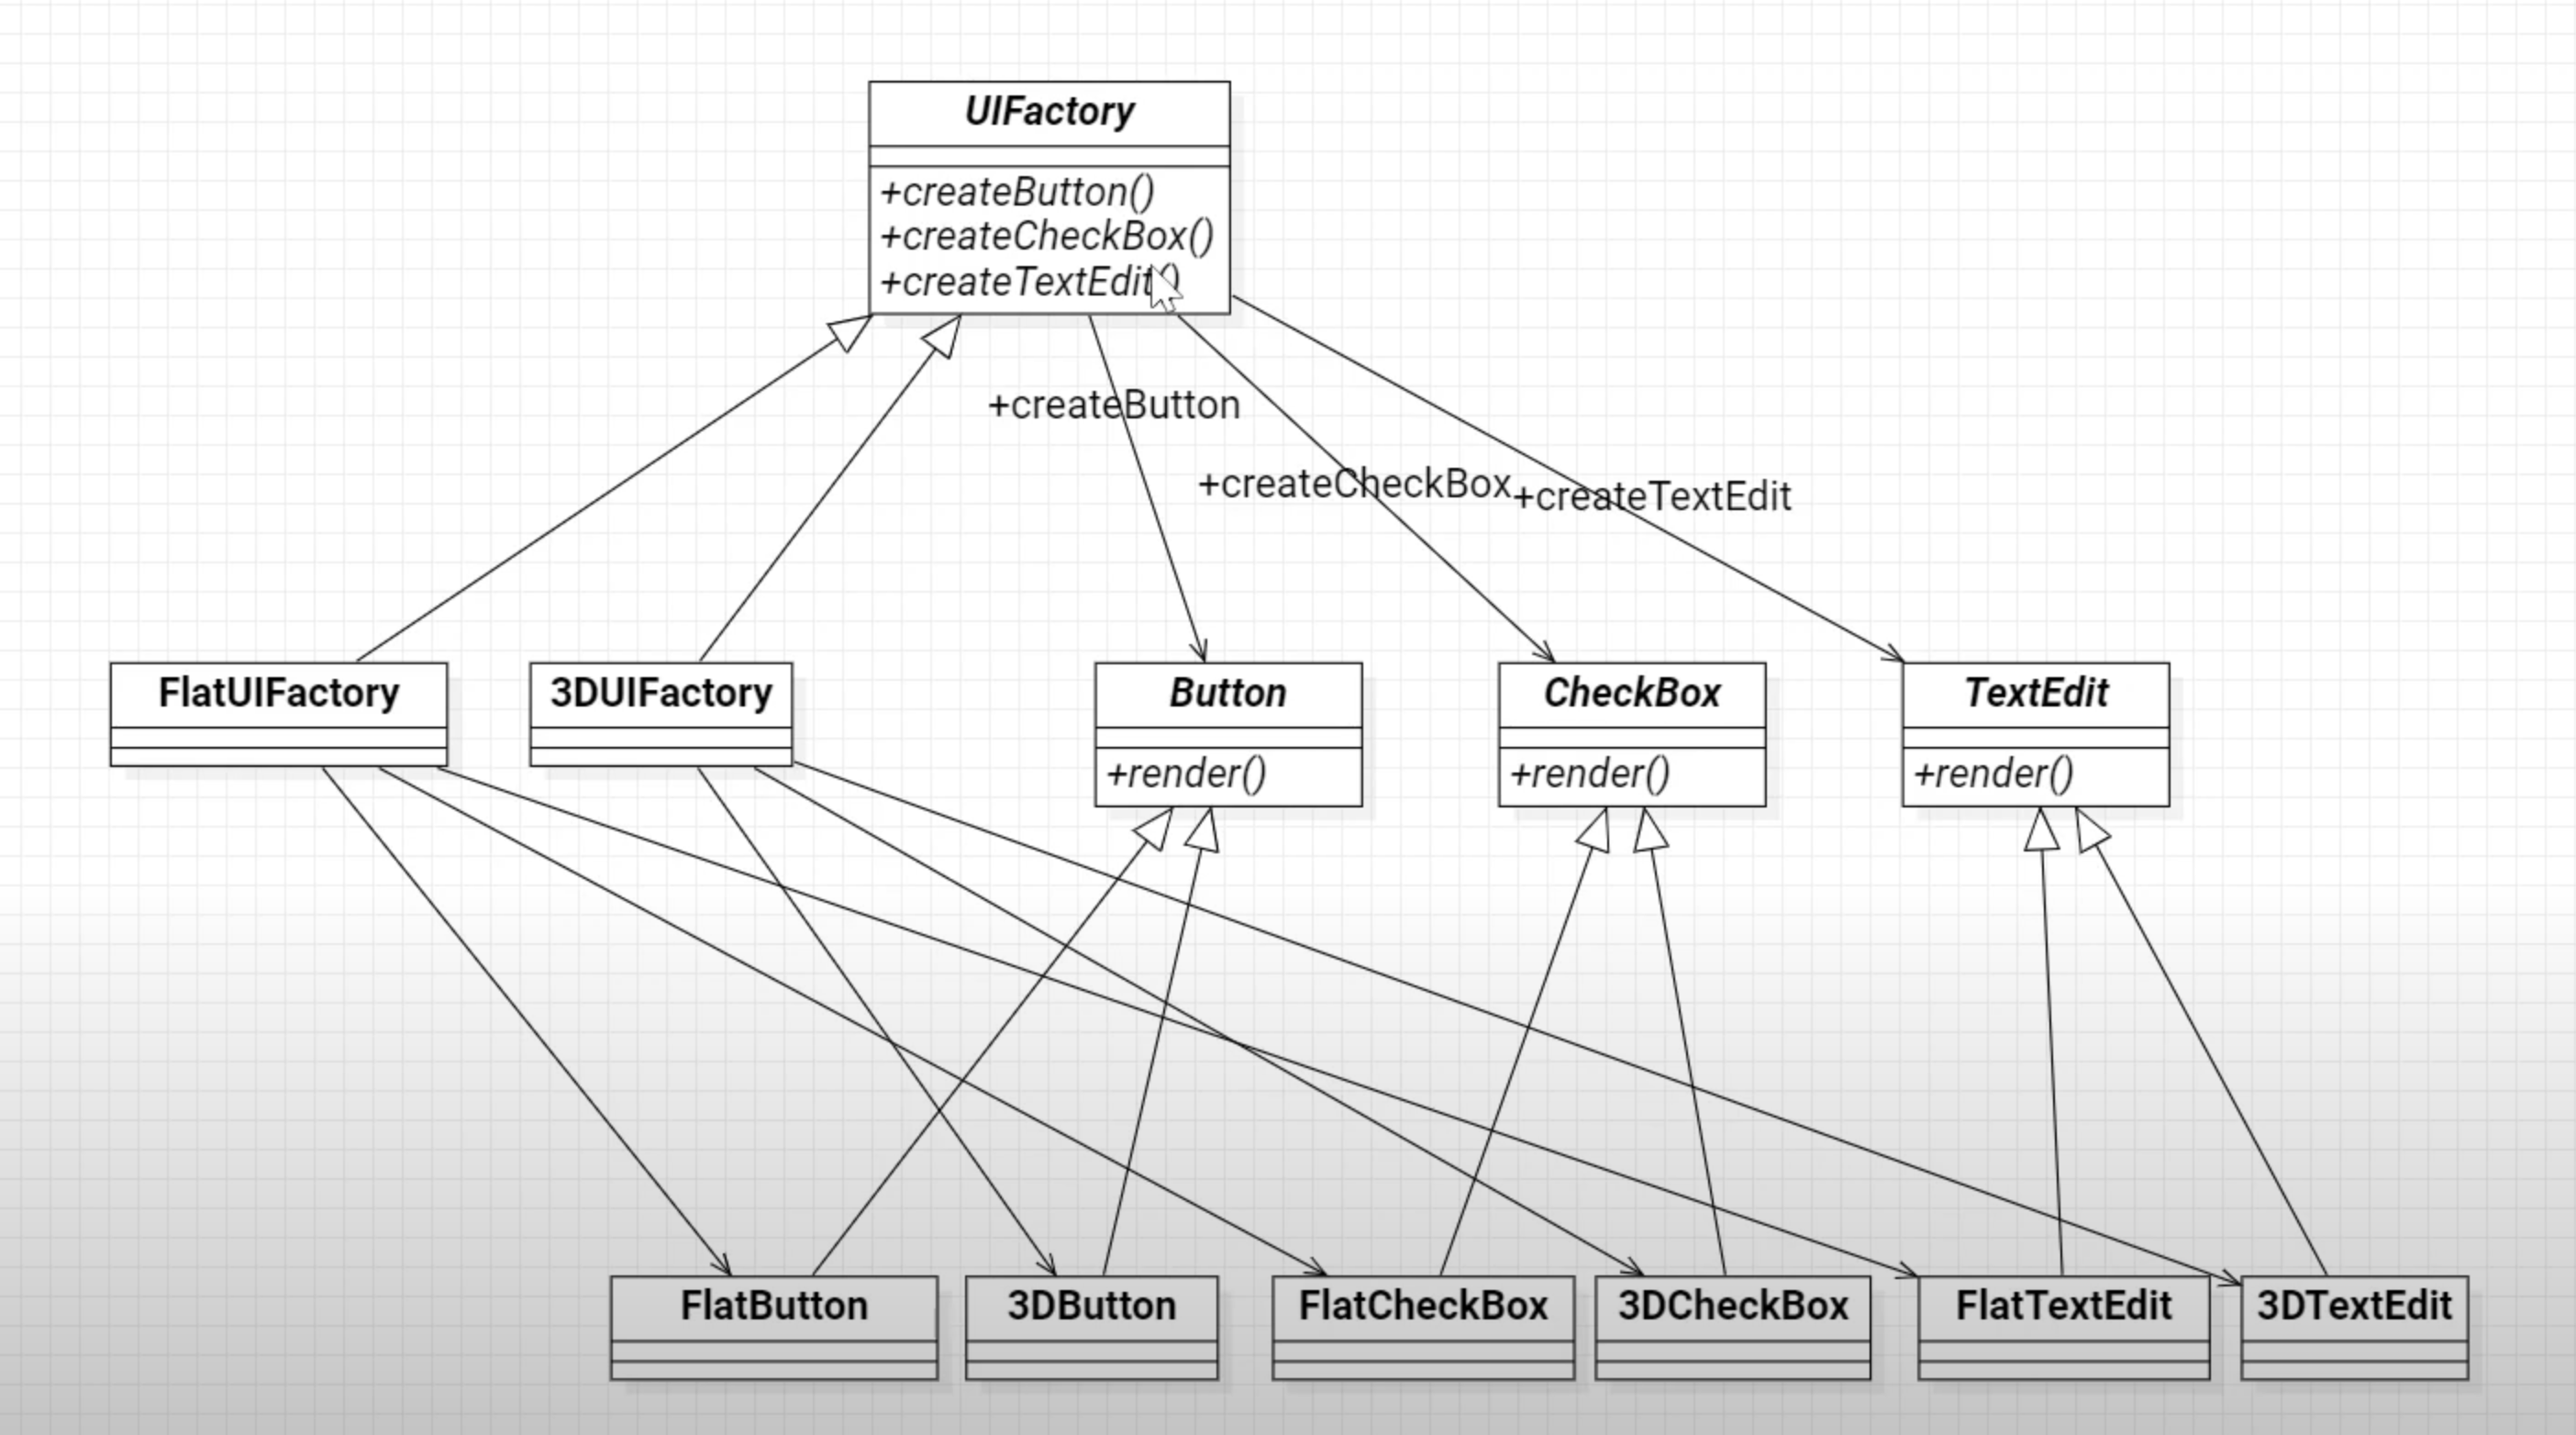 UIFactory
+createButton()
+createCheckBox()
+createTextEdit()
+createButton
+createCheckBox
+createTextEdit
FlatUIFactory
3DUIFactory
Button
+render()
CheckBox
+render()
TextEdit
+render()
FlatButton
3DButton
FlatCheckBox
3DCheckBox
FlatTextEdit
3DTextEdit